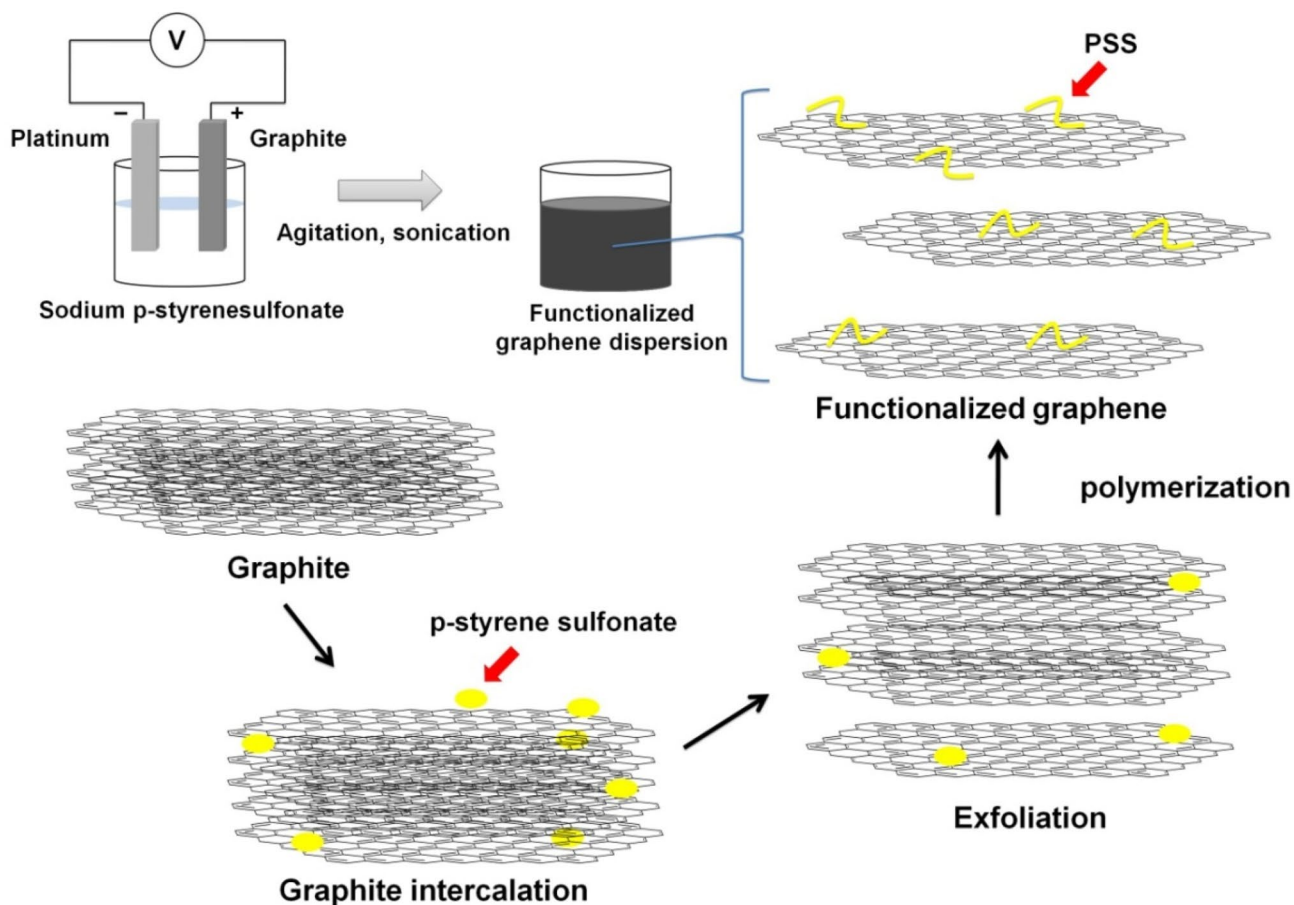 V
− +
Platinum Graphite
Agitation, sonication
Sodium p-styrenesulfonate
Functionalized
graphene dispersion
PSS
Functionalized graphene
polymerization
Graphite
p-styrene sulfonate
Graphite intercalation
Exfoliation